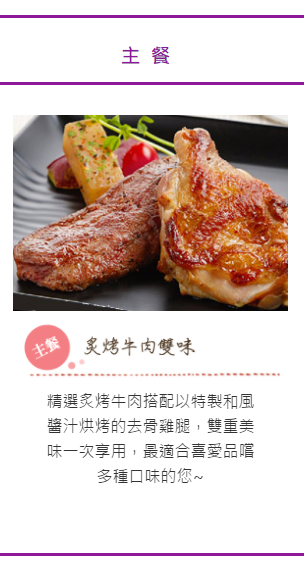 主 餐
主餐
炙烤牛肉雙味
精選炙烤牛肉搭配以特製和風
醬汁烘烤的去骨雞腿，雙重美
味一次享用，最適合喜愛品嚐
多種口味的您~